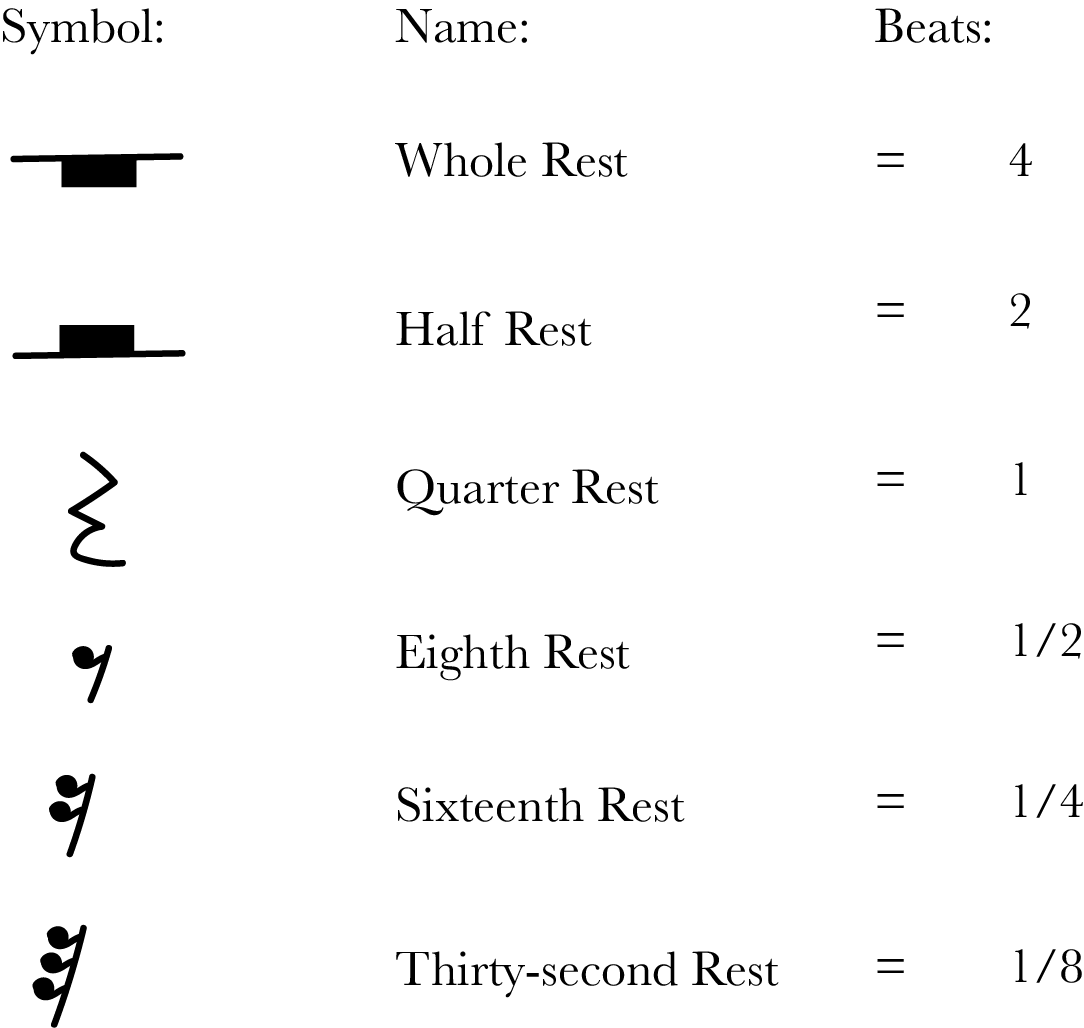 Symbol: Name: Beats:
Whole Rest = 4
Half Rest = 2
Quarter Rest = 1
Eighth Rest = 1/2
Sixteenth Rest = 1/4
Thirty-second Rest = 1/8